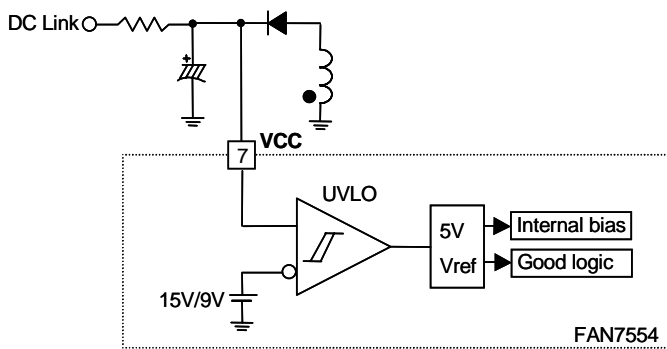 DC Link
VCC
7
UVLO
5V
Vref
Internal bias
Good logic
15V/9V
FAN7554